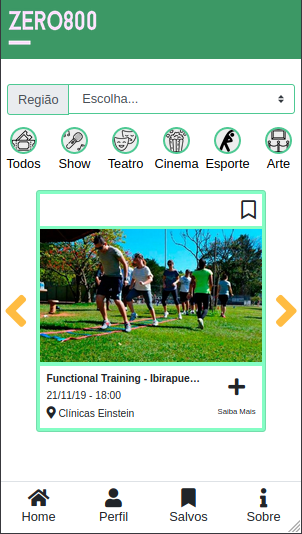 ZERO800
Região Escolha...
Todos Show Teatro Cinema Esporte Arte
Functional Training - Ibirapue...
21/11/19 - 18:00
Clínicas Einstein
Saiba Mais
Home Perfil Salvos Sobre